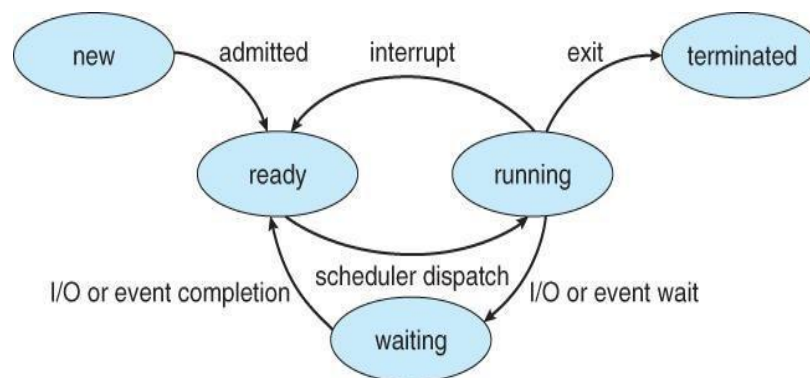 new
admitted
interrupt
exit
terminated
ready
running
I/O or event completion
scheduler dispatch
I/O or event wait
waiting